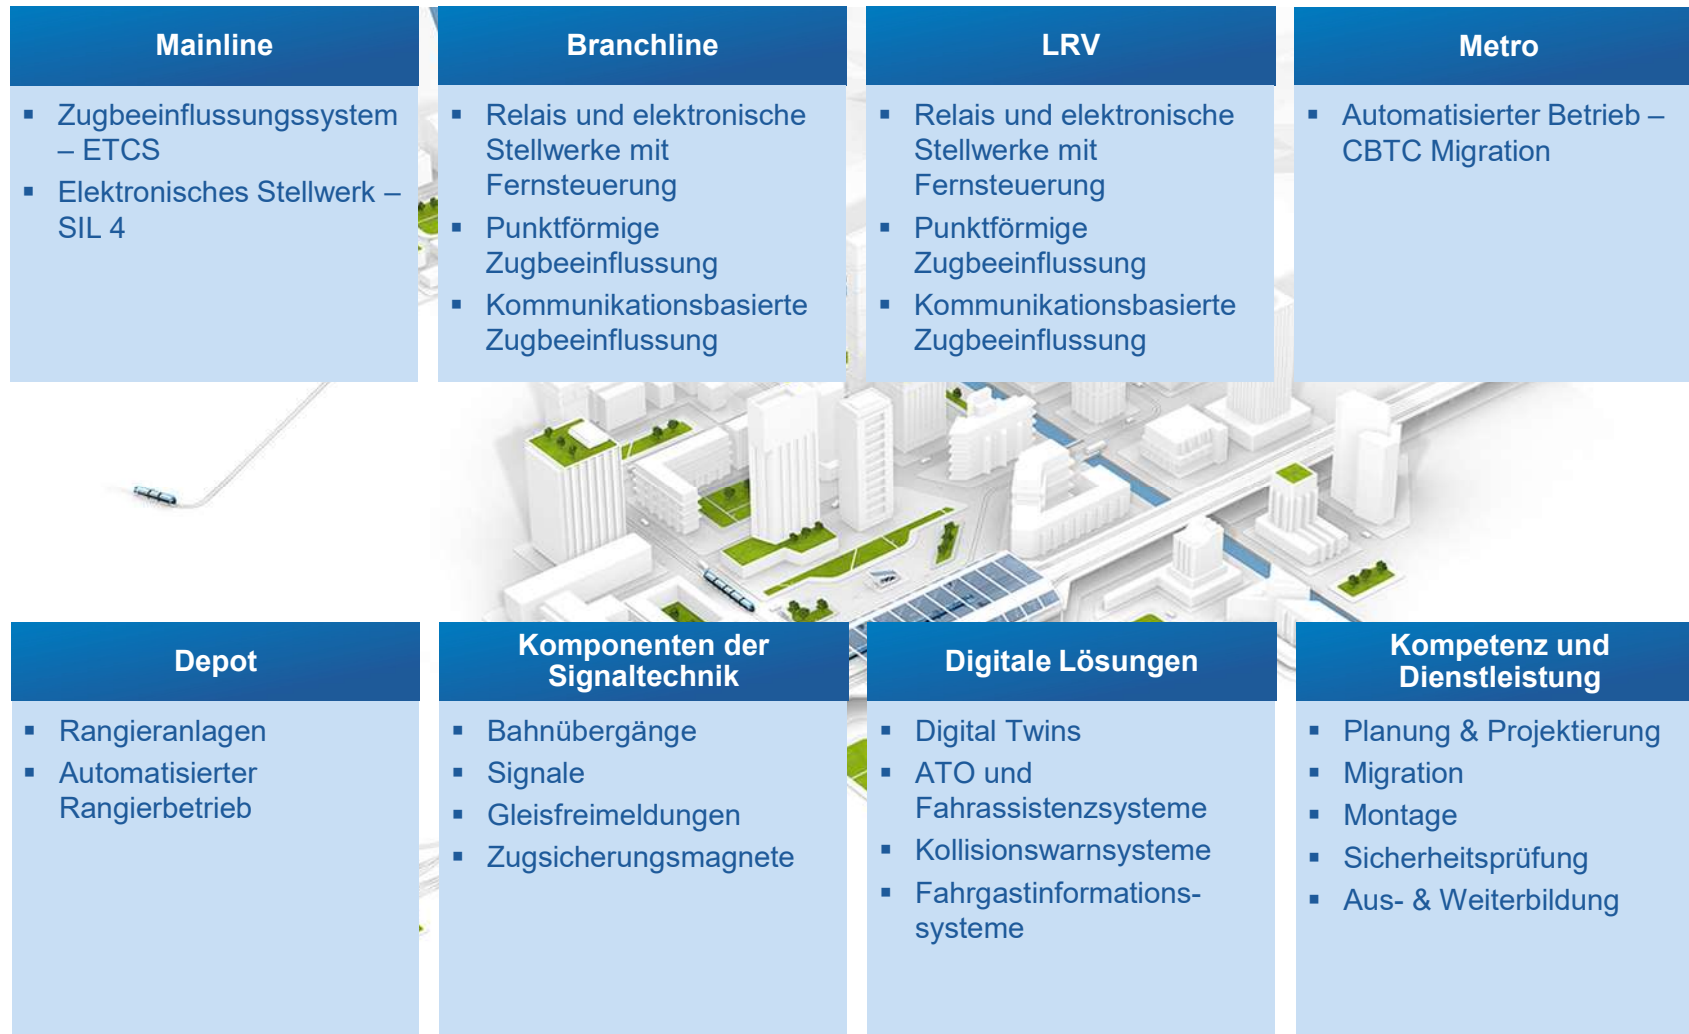 Mainline
▪ Zugbeeinflussungssystem
– ETCS
▪ Elektronisches Stellwerk –
SIL 4
Branchline
▪ Relais und elektronische
Stellwerke mit
Fernsteuerung
▪ Punktförmige
Zugbeeinflussung
▪ Kommunikationsbasierte
Zugbeeinflussung
LRV
▪ Relais und elektronische
Stellwerke mit
Fernsteuerung
▪ Punktförmige
Zugbeeinflussung
▪ Kommunikationsbasierte
Zugbeeinflussung
Metro
▪ Automatisierter Betrieb –
CBTC Migration
Depot
▪ Rangieranlagen
▪ Automatisierter
Rangierbetrieb
Komponenten der
Signaltechnik
▪ Bahnübergänge
▪ Signale
▪ Gleisfreimeldungen
▪ Zugsicherungsmagnete
Digitale Lösungen
▪ Digital Twins
▪ ATO und
Fahrassistenzsysteme
▪ Kollisionswarnsysteme
▪ Fahrgastinformations-
systeme
Kompetenz und
Dienstleistung
▪ Planung & Projektierung
▪ Migration
▪ Montage
▪ Sicherheitsprüfung
▪ Aus- & Weiterbildung